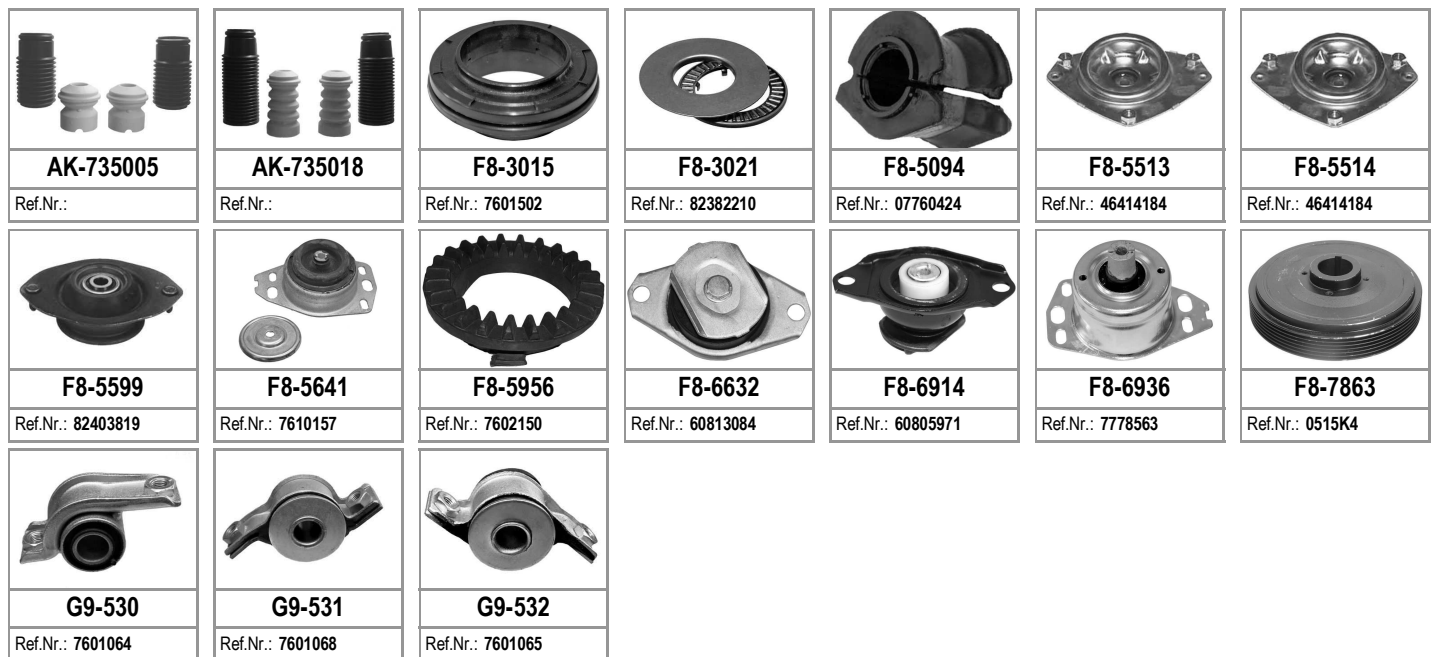 AK-735005
Ref.Nr.:
AK-735018
Ref.Nr.:
F8-3015
Ref.Nr.: 7601502
F8-3021
Ref.Nr.: 82382210
F8-5094
Ref.Nr.: 07760424
F8-5513
Ref.Nr.: 46414184
F8-5514
Ref.Nr.: 46414184
F8-5599
Ref.Nr.: 82403819
F8-5641
Ref.Nr.: 7610157
F8-5956
Ref.Nr.: 7602150
F8-6632
Ref.Nr.: 60813084
F8-6914
Ref.Nr.: 60805971
F8-6936
Ref.Nr.: 7778563
F8-7863
Ref.Nr.: 0515K4
G9-530
Ref.Nr.: 7601064
G9-531
Ref.Nr.: 7601068
G9-532
Ref.Nr.: 7601065